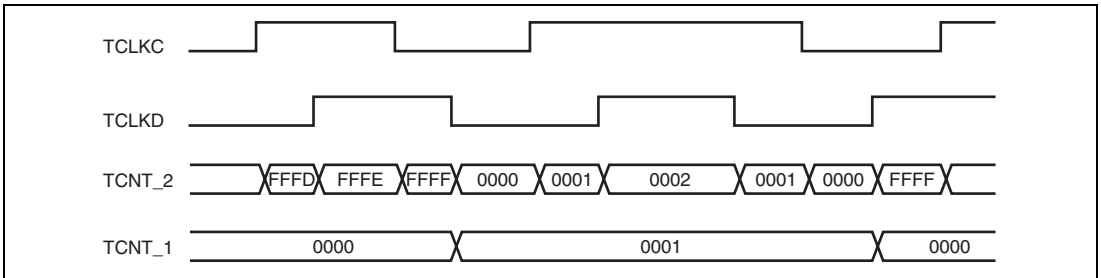 TCLKC
TCLKD
TCNT_2 FFFD FFFE FFFF 0000 0001 0002 0001 0000 FFFF
TCNT_1 0000 0001 0000